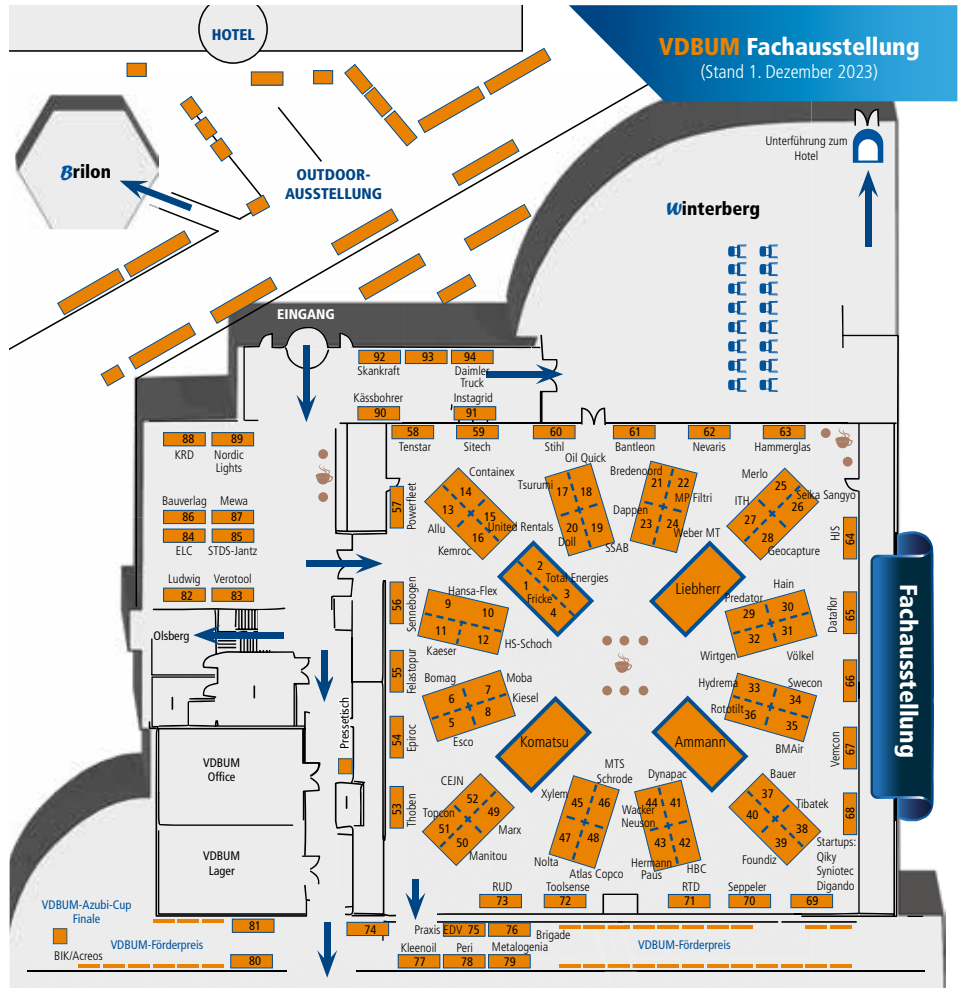 HOTEL
VDBUM Fachausstellung
(Stand 1. Dezember 2023)
Unterführung zum
Hotel
Brilon
OUTDOOR-
AUSSTELLUNG
Winterberg
EINGANG
92 93 94
Skankraft Daimler
Truck
Kässbohrer Instagrid
90 91
58 59 60 61 62 63
Tenstar Sitech Stihl Bantleon Nevaris Hammerglas
88 89
KRD Nordic
Lights
Bauverlag Mewa
86 87
84 85
ELC STDS-Jantz
Ludwig Verotool
82 83
Olsberg
57 Powerfleet
56 Sennebogen
55 Felastopur
54 Epiroc
53 Thoben
Pressetisch
Containex
14
13 15
16
Allu United Rentals
Kemroc
Oil Quick
Tsurumi
17 18
20 19
Doll
SSAB
Bredenoord
21 22
MP Filtri
Dappen
23 24
Weber MT
Merlo
25
Seika Sangyo
26
ITH
27
28
Geocapture
HJS 64
2
Total Energies
1 3
Fricke
4
Liebherr
Hansa-Flex
9 10
11 12
Kaeser HS-Schoch
Hain
Predator
29 30
32 31
Wirtgen Völkel
Dataflor 65
66
Bomag Moba
6 7
Kiesel
5 8
Esco
Hydrema Swecon
33 34
Rototilt
36 35
BMAir
Vemcon 67
Komatsu
Ammann
CEJN
52
Topcon 49
51
50 Marx
Manitou
MTS
Schrode
Xylem
45 46
47 48
Nolta
Atlas Copco
Dynapac
44 41
Wacker
Neuson
43 42
Hermann
Paus HBC
Bauer
37
Tibatek
40 38
39
Foundiz
68
Startups:
Qiky
Syniotec
Digando
Fachausstellung
VDBUM
Office
VDBUM
Lager
RUD Toolsense RTD Seppeler
73 72 71 70 69
VDBUM-Azubi-Cup
Finale
BIK/Acreos
81
VDBUM-Förderpreis
80
74 Praxis EDV 75 76 Brigade
Kleenoil Peri Metalogenia
77 78 79
VDBUM-Förderpreis